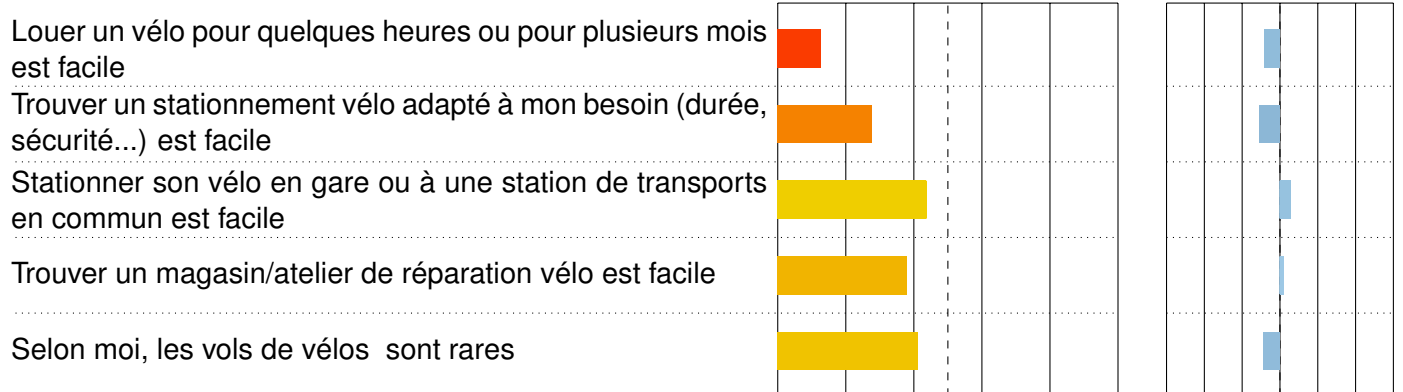 Louer un vélo pour quelques heures ou pour plusieurs mois
est facile
Trouver un stationnement vélo adapté à mon besoin (durée,
sécurité...) est facile
Stationner son vélo en gare ou à une station de transports
en commun est facile
Trouver un magasin/atelier de réparation vélo est facile
Selon moi, les vols de vélos sont rares